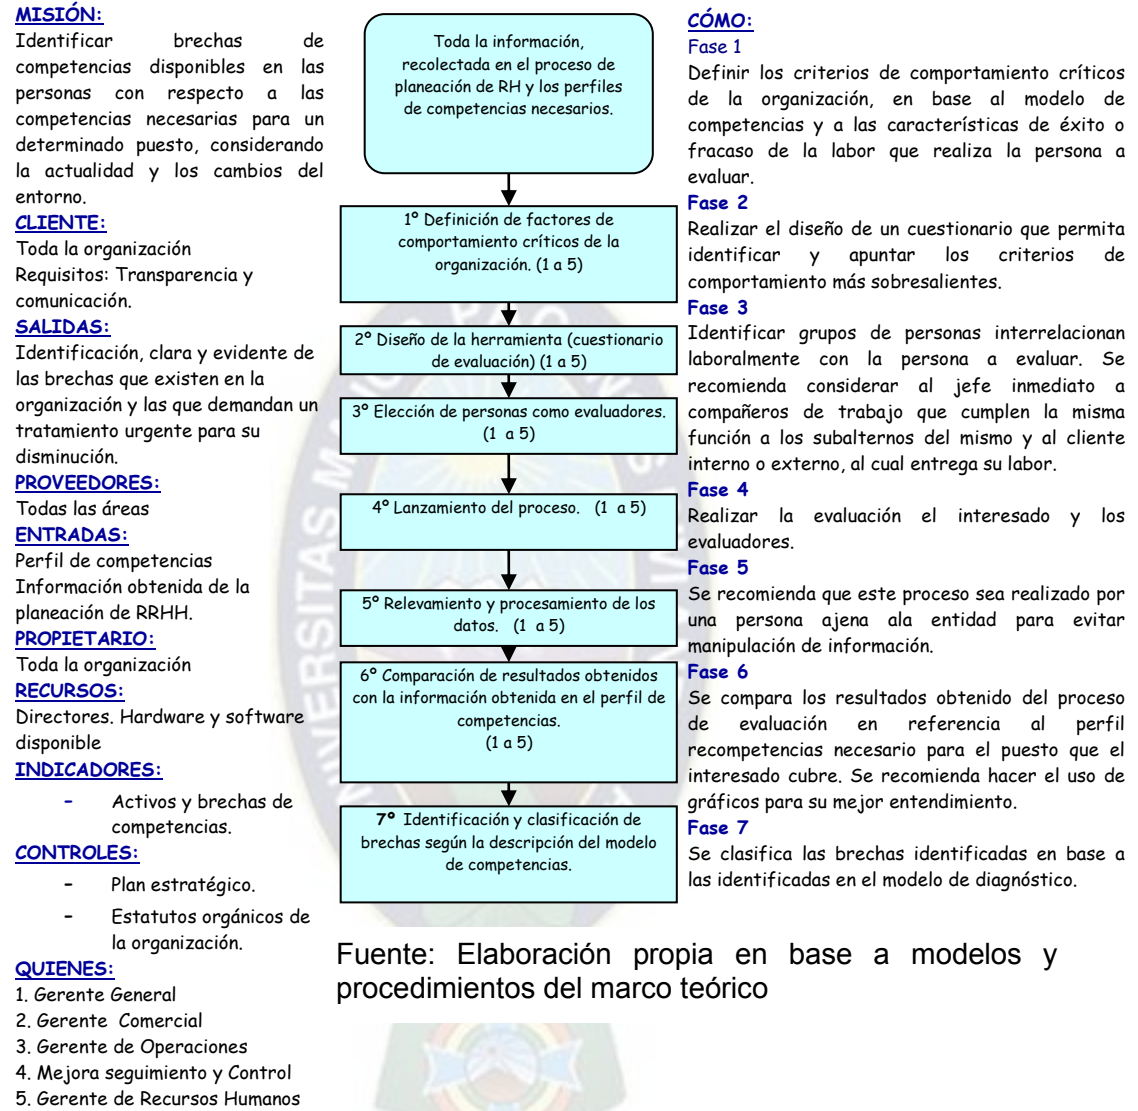 MISIÓN:
Identificar brechas de
competencias disponibles en las
personas con respecto a las
competencias necesarias para un
determinado puesto, considerando
la actualidad y los cambios del
entorno.
CLIENTE:
Toda la organización
Requisitos: Transparencia y
comunicación.
SALIDAS:
Identificación, clara y evidente de
las brechas que existen en la
organización y las que demandan un
tratamiento urgente para su
disminución.
PROVEEDORES:
Todas las áreas
ENTRADAS:
Perfil de competencias
Información obtenida de la
planeación de RRHH.
PROPIETARIO:
Toda la organización
RECURSOS:
Directores. Hardware y software
disponible
INDICADORES:
- Activos y brechas de
competencias.
CONTROLES:
- Plan estratégico.
- Estatutos orgánicos de
la organización.
QUIENES:
1. Gerente General
2. Gerente Comercial
3. Gerente de Operaciones
4. Mejora seguimiento y Control
5. Gerente de Recursos Humanos
Toda la información,
recolectada en el proceso de
planeación de RH y los perfiles
de competencias necesarios.
1º Definición de factores de
comportamiento críticos de la
organización. (1 a 5)
2º Diseño de la herramienta (cuestionario
de evaluación) (1 a 5)
3º Elección de personas como evaluadores.
(1 a 5)
4º Lanzamiento del proceso. (1 a 5)
5º Relevamiento y procesamiento de los
datos. (1 a 5)
6º Comparación de resultados obtenidos
con la información obtenida en el perfil de
competencias.
(1 a 5)
7º Identificación y clasificación de
brechas según la descripción del modelo
de competencias.
CÓMO:
Fase 1
Definir los criterios de comportamiento críticos
de la organización, en base al modelo de
competencias y a las características de éxito o
fracaso de la labor que realiza la persona a
evaluar.
Fase 2
Realizar el diseño de un cuestionario que permita
identificar y apuntar los criterios de
comportamiento más sobresalientes.
Fase 3
Identificar grupos de personas interrelacionan
laboralmente con la persona a evaluar. Se
recomienda considerar al jefe inmediato a
compañeros de trabajo que cumplen la misma
función a los subalternos del mismo y al cliente
interno o externo, al cual entrega su labor.
Fase 4
Realizar la evaluación el interesado y los
evaluadores.
Fase 5
Se recomienda que este proceso sea realizado por
una persona ajena ala entidad para evitar
manipulación de información.
Fase 6
Se compara los resultados obtenido del proceso
de evaluación en referencia al perfil
recompetencias necesario para el puesto que el
interesado cubre. Se recomienda hacer el uso de
gráficos para su mejor entendimiento.
Fase 7
Se clasifica las brechas identificadas en base a
las identificadas en el modelo de diagnóstico.
Fuente: Elaboración propia en base a modelos y
procedimientos del marco teórico